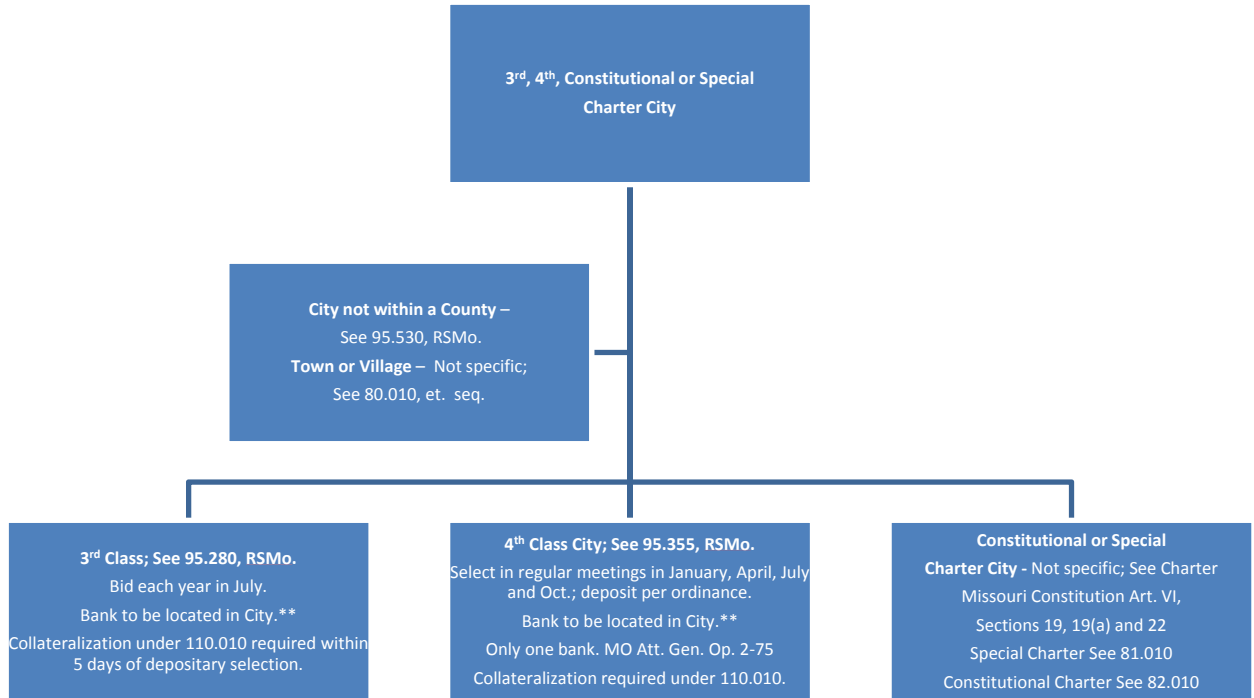 3rd, 4th, Constitutional or Special
Charter City
City not within a County –
See 95.530, RSMo.
Town or Village – Not specific;
See 80.010, et. seq.
3rd Class; See 95.280, RSMo.
Bid each year in July.
Bank to be located in City.**
Collateralization under 110.010 required within
5 days of depositary selection.
4th Class City; See 95.355, RSMo.
Select in regular meetings in January, April, July
and Oct.; deposit per ordinance.
Bank to be located in City.**
Only one bank. MO Att. Gen. Op. 2-75
Collateralization required under 110.010.
Constitutional or Special
Charter City - Not specific; See Charter
Missouri Constitution Art. VI,
Sections 19, 19(a) and 22
Special Charter See 81.010
Constitutional Charter See 82.010